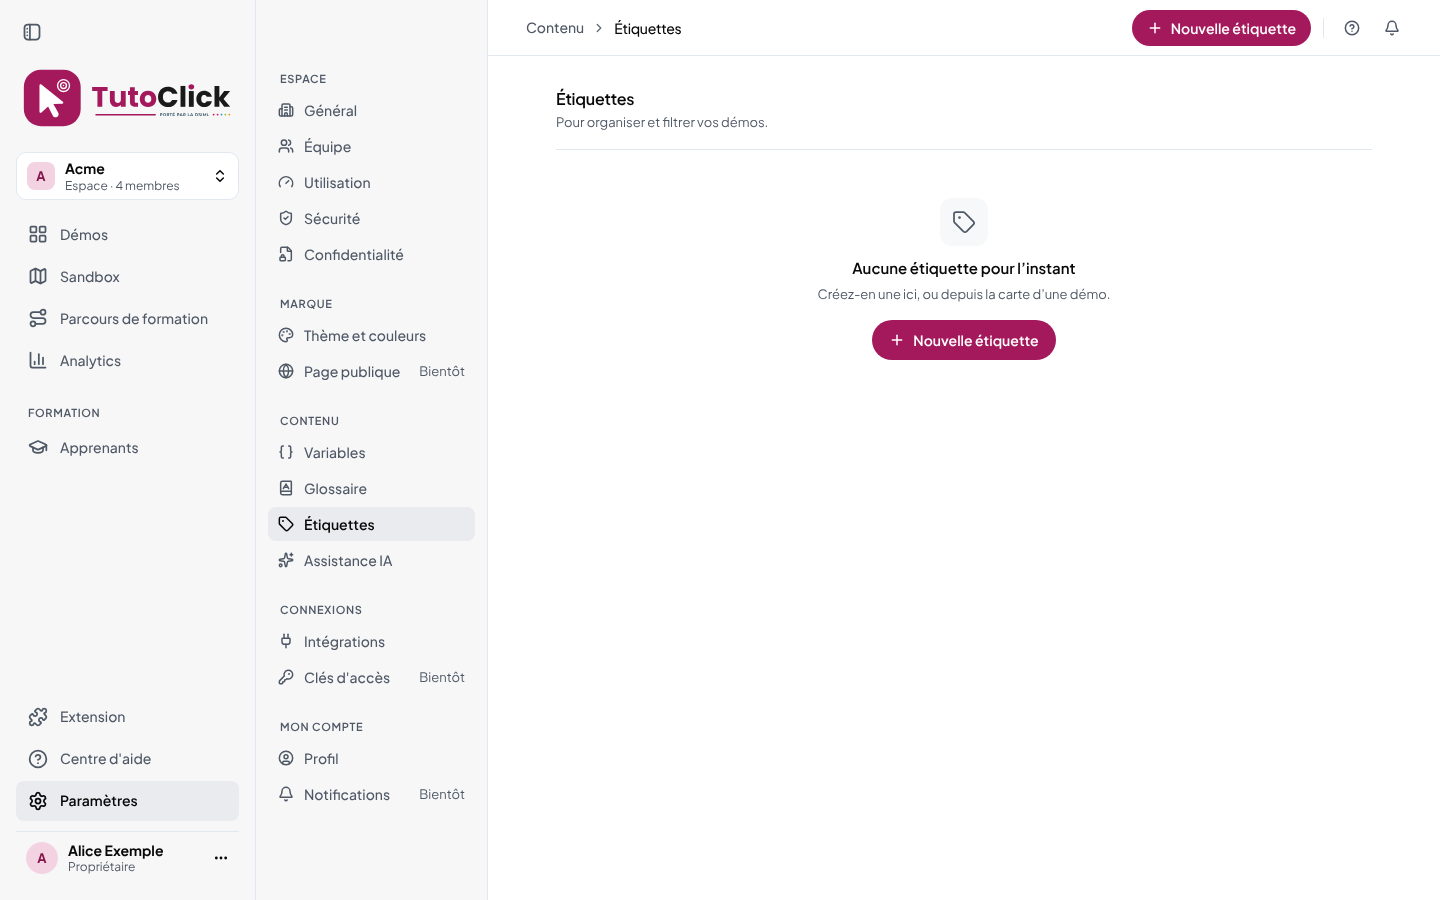 TutoClick
PORTÉ PAR LA DSIML
A
Acme
Espace · 4 membres
Démos
Sandbox
Parcours de formation
Analytics
FORMATION
Apprenants
Extension
Centre d'aide
Paramètres
A
Alice Exemple
Propriétaire
ESPACE
Général
Équipe
Utilisation
Sécurité
Confidentialité
MARQUE
Thème et couleurs
Page publique Bientôt
CONTENU
Variables
Glossaire
Étiquettes
Assistance IA
CONNEXIONS
Intégrations
Clés d'accès Bientôt
MON COMPTE
Profil
Notifications Bientôt
Contenu > Étiquettes
Nouvelle étiquette
Étiquettes
Pour organiser et filtrer vos démos.
Aucune étiquette pour l’instant
Créez-en une ici, ou depuis la carte d’une démo.
Nouvelle étiquette